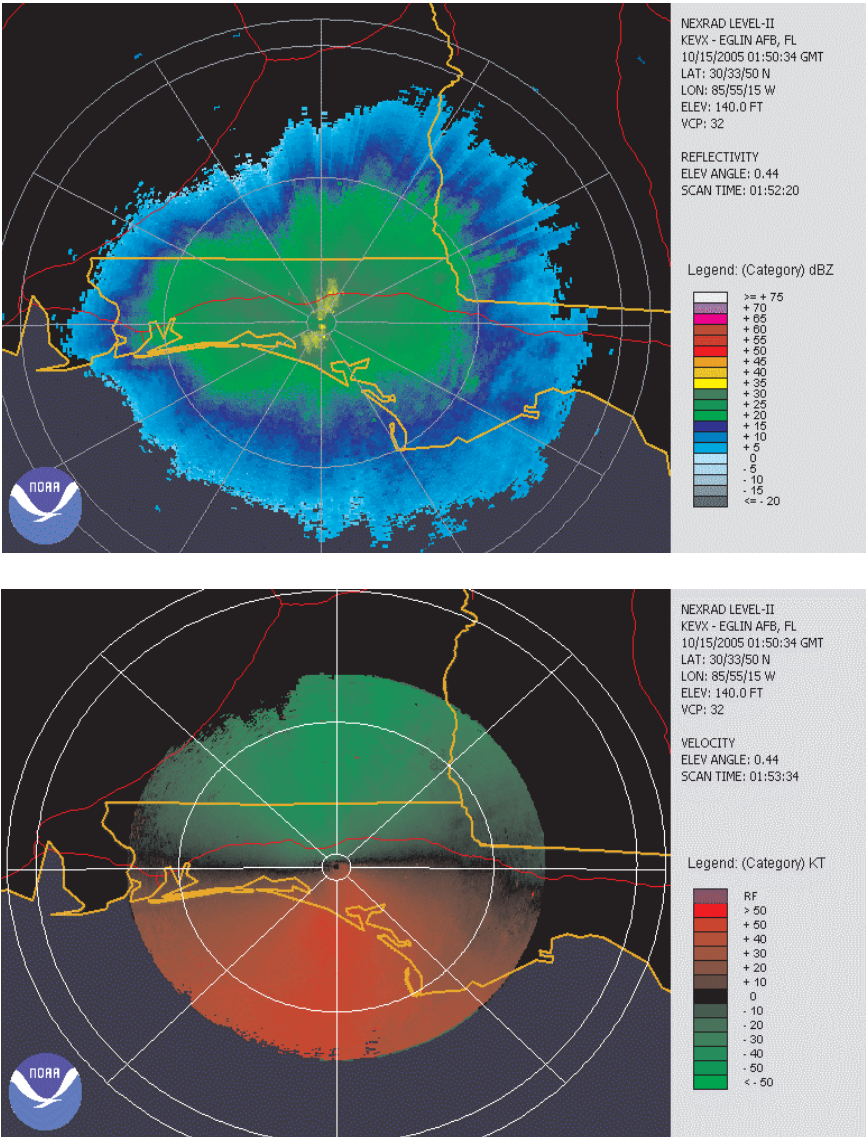 NEXRAD LEVEL-II
KEVX - EGLIN AFB, FL
10/15/2005 01:50:34 GMT
LAT: 30/33/50 N
LON: 85/55/15 W
ELEV: 140.0 FT
VCP: 32
REFLECTIVITY
ELEV ANGLE: 0.44
SCAN TIME: 01:52:20
Legend: (Category) dBZ
>= + 75
+ 70
+ 65
+ 60
+ 55
+ 50
+ 45
+ 40
+ 35
+ 30
+ 25
+ 20
+ 15
+ 10
+ 5
0
- 5
- 10
- 15
<= - 20
NOAA
NEXRAD LEVEL-II
KEVX - EGLIN AFB, FL
10/15/2005 01:50:34 GMT
LAT: 30/33/50 N
LON: 85/55/15 W
ELEV: 140.0 FT
VCP: 32
VELOCITY
ELEV ANGLE: 0.44
SCAN TIME: 01:53:34
Legend: (Category) KT
RF
> 50
+ 50
+ 40
+ 30
+ 20
+ 10
0
- 10
- 20
- 30
- 40
- 50
< - 50
NOAA